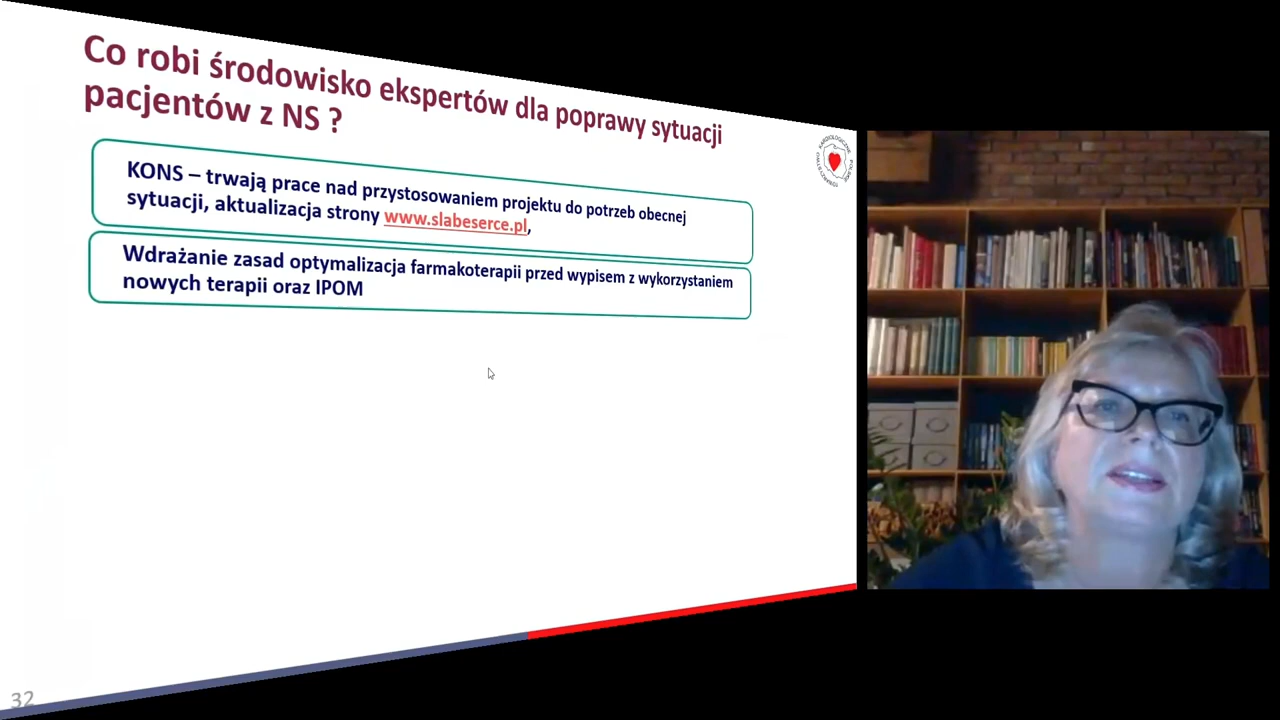 Co robi środowisko ekspertów dla poprawy sytuacji
pacjentów z NS ?
KONS – trwają prace nad przystosowaniem projektu do potrzeb obecnej
sytuacji, aktualizacja strony www.slabeserce.pl,
Wdrażanie zasad optymalizacja farmakoterapii przed wypisem z wykorzystaniem
nowych terapii oraz IPOM
32